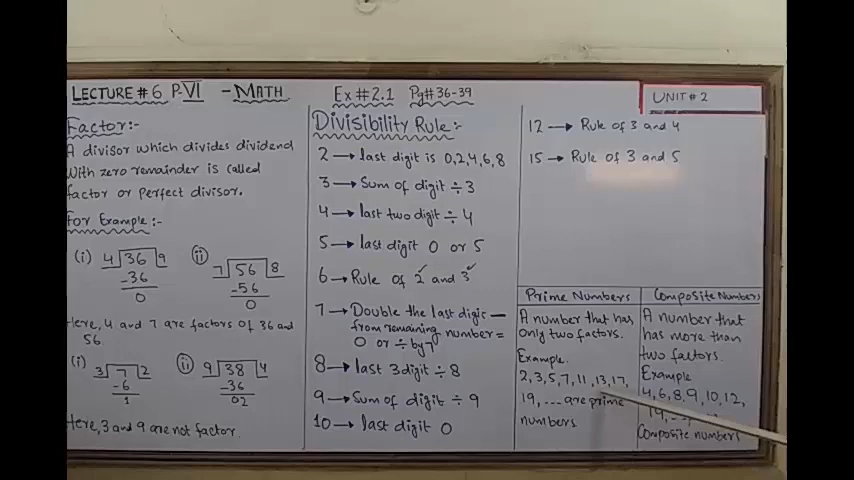 LECTURE # 6 P-VI - MATH
Ex # 2.1 Pg# 36-39
UNIT # 2
Factor:-
A divisor which divides dividend
with zero remainder is called
factor or perfect divisor.
For Example:-
(i) 4 36 9
-36
0
(ii) 7 56 8
-56
0
Here, 4 and 7 are factors of 36 and
56.
(i) 3 7 2
-6
1
(ii) 9 38 4
-36
02
Here, 3 and 9 are not factor.
Divisibility Rule:-
2 → last digit is 0,2,4,6,8
3 → Sum of digit ÷ 3
4 → last two digit ÷ 4
5 → last digit 0 or 5
6 → Rule of 2 and 3
7 → Double the last digit —
from remaining number =
0 or ÷ by 7
8 → last 3 digit ÷ 8
9 → Sum of digit ÷ 9
10 → last digit 0
12 → Rule of 3 and 4
15 → Rule of 3 and 5
Prime Numbers
A number that has
only two factors.
Example.
2,3,5,7,11,13,17,
19, ... are prime
numbers.
Composite Numbers
A number that
has more than
two factors.
Example
4,6,8,9,10,12,
Composite numbers